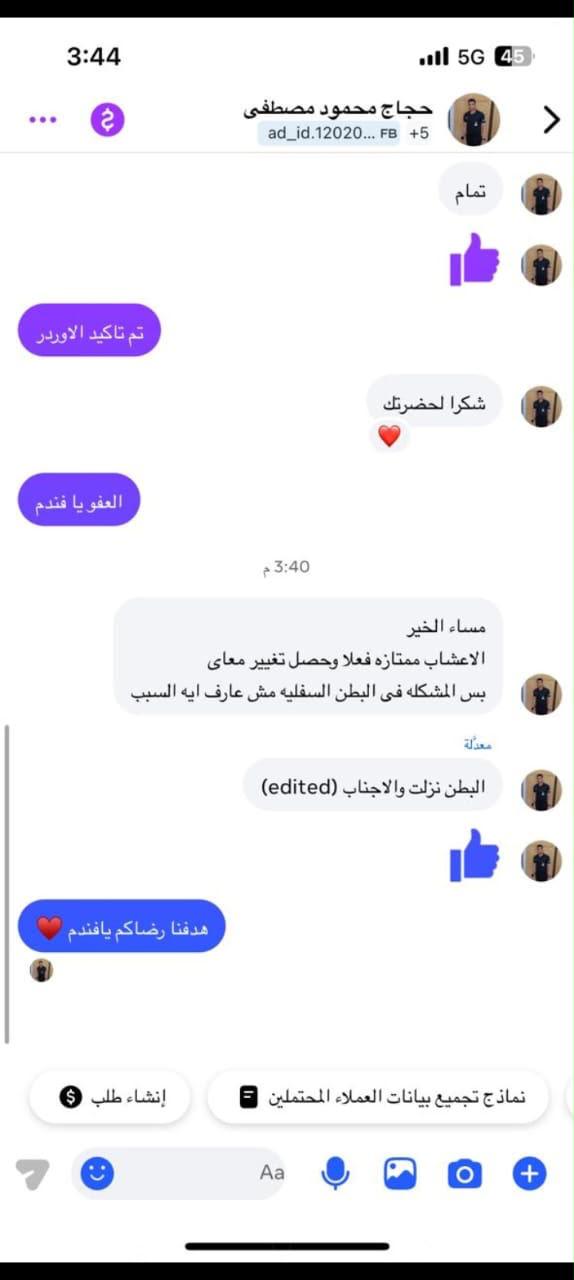 3:44
5G
45
حجاج محمود مصطفى
ad_id.12020... FB +5
تمام
تم تاكيد الاوردر
شكرا لحضرتك
العفو يا فندم
3:40 م
مساء الخير
الاعشاب ممتازه فعلا وحصل تغيير معاى
بس المشكله فى البطن السفليه مش عارف ايه السبب
معدَّلة
البطن نزلت والاجناب (edited)
هدفنا رضاكم يافندم ❤️
إنشاء طلب
نماذج تجميع بيانات العملاء المحتملين
Aa